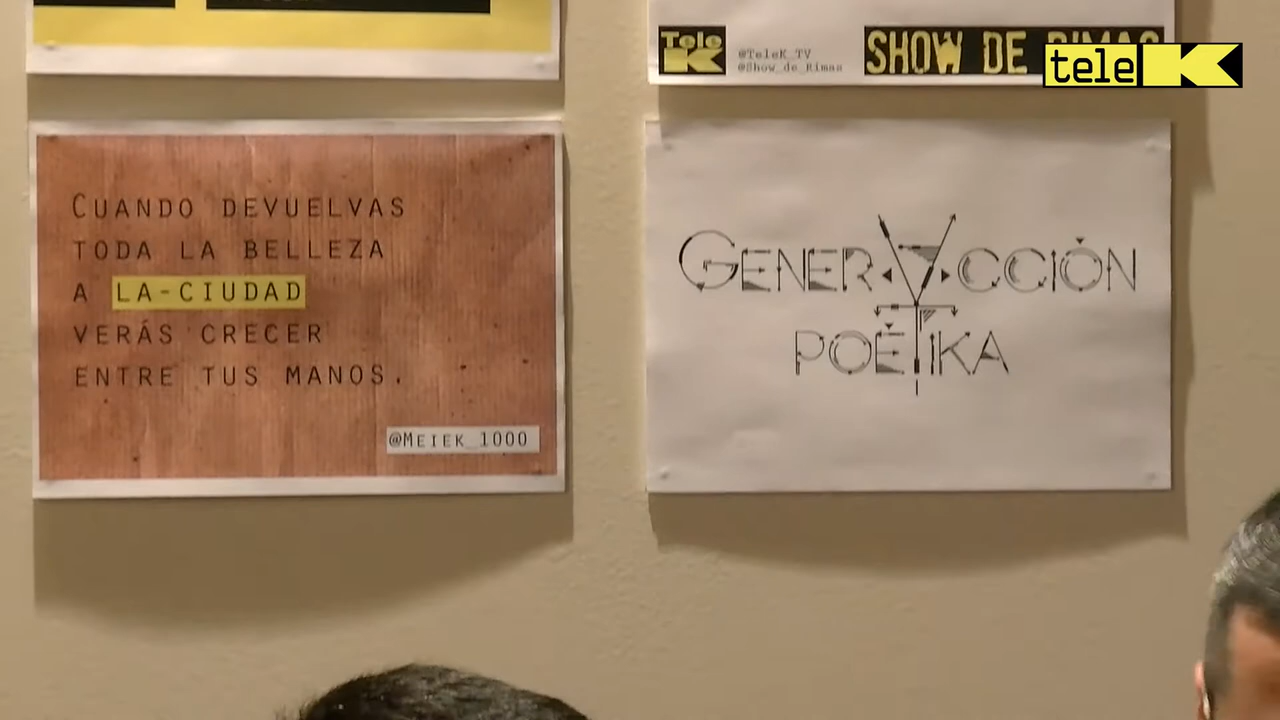 Tele
K
@TeleK_TV
@Show_de_Rimas
SHOW DE RIMAS
teleK
CUANDO DEVUELVAS
TODA LA BELLEZA
A LA-CIUDAD
VERÁS CRECER
ENTRE TUS MANOS.
@MEIEK_1000
GENERACCIÓN
POÉTIKA